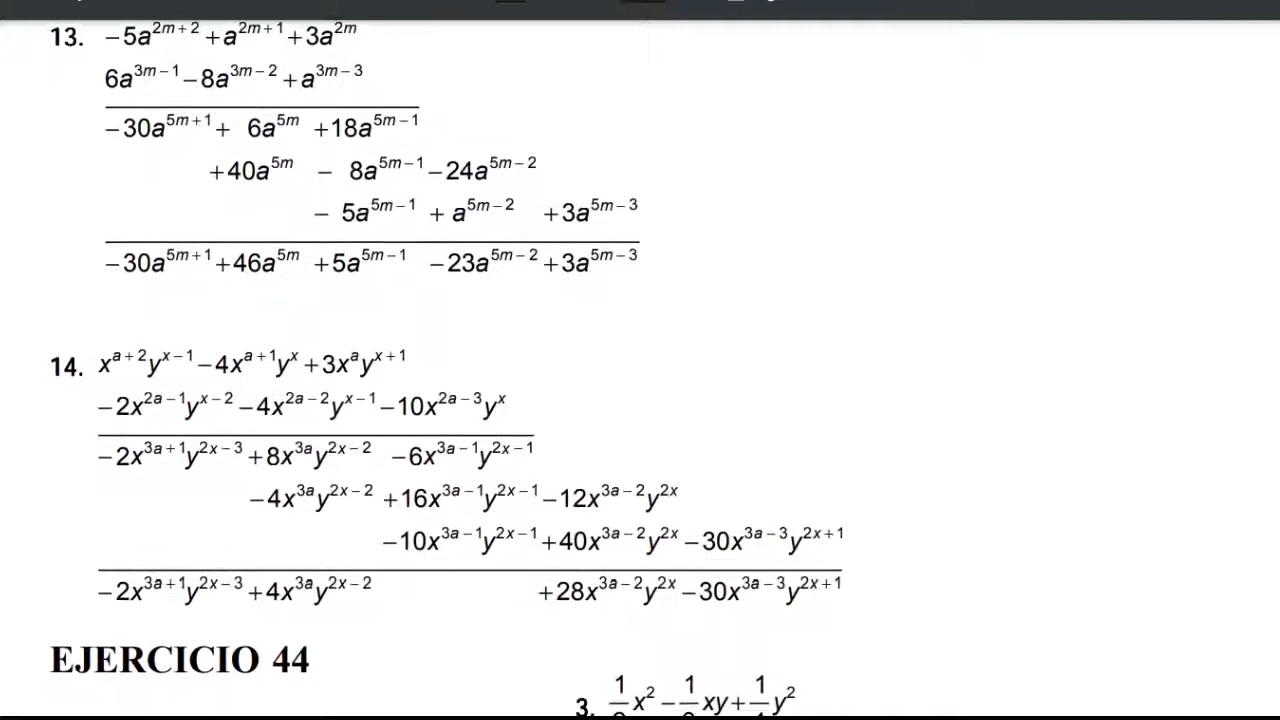 13. −5a^{2m+2} +a^{2m+1} +3a^{2m}
6a^{3m−1} −8a^{3m−2} +a^{3m−3}
−30a^{5m+1} + 6a^{5m} +18a^{5m−1}
+40a^{5m} − 8a^{5m−1} −24a^{5m−2}
− 5a^{5m−1} + a^{5m−2} +3a^{5m−3}
−30a^{5m+1} +46a^{5m} +5a^{5m−1} −23a^{5m−2} +3a^{5m−3}
14. x^{a+2}y^{x−1} −4x^{a+1}y^{x} +3x^{a}y^{x+1}
−2x^{2a−1}y^{x−2} −4x^{2a−2}y^{x−1} −10x^{2a−3}y^{x}
−2x^{3a+1}y^{2x−3} +8x^{3a}y^{2x−2} −6x^{3a−1}y^{2x−1}
−4x^{3a}y^{2x−2} +16x^{3a−1}y^{2x−1} −12x^{3a−2}y^{2x}
−10x^{3a−1}y^{2x−1} +40x^{3a−2}y^{2x} −30x^{3a−3}y^{2x+1}
−2x^{3a+1}y^{2x−3} +4x^{3a}y^{2x−2} +28x^{3a−2}y^{2x} −30x^{3a−3}y^{2x+1}
EJERCICIO 44
3. x^{2} − xy+ y^{2}